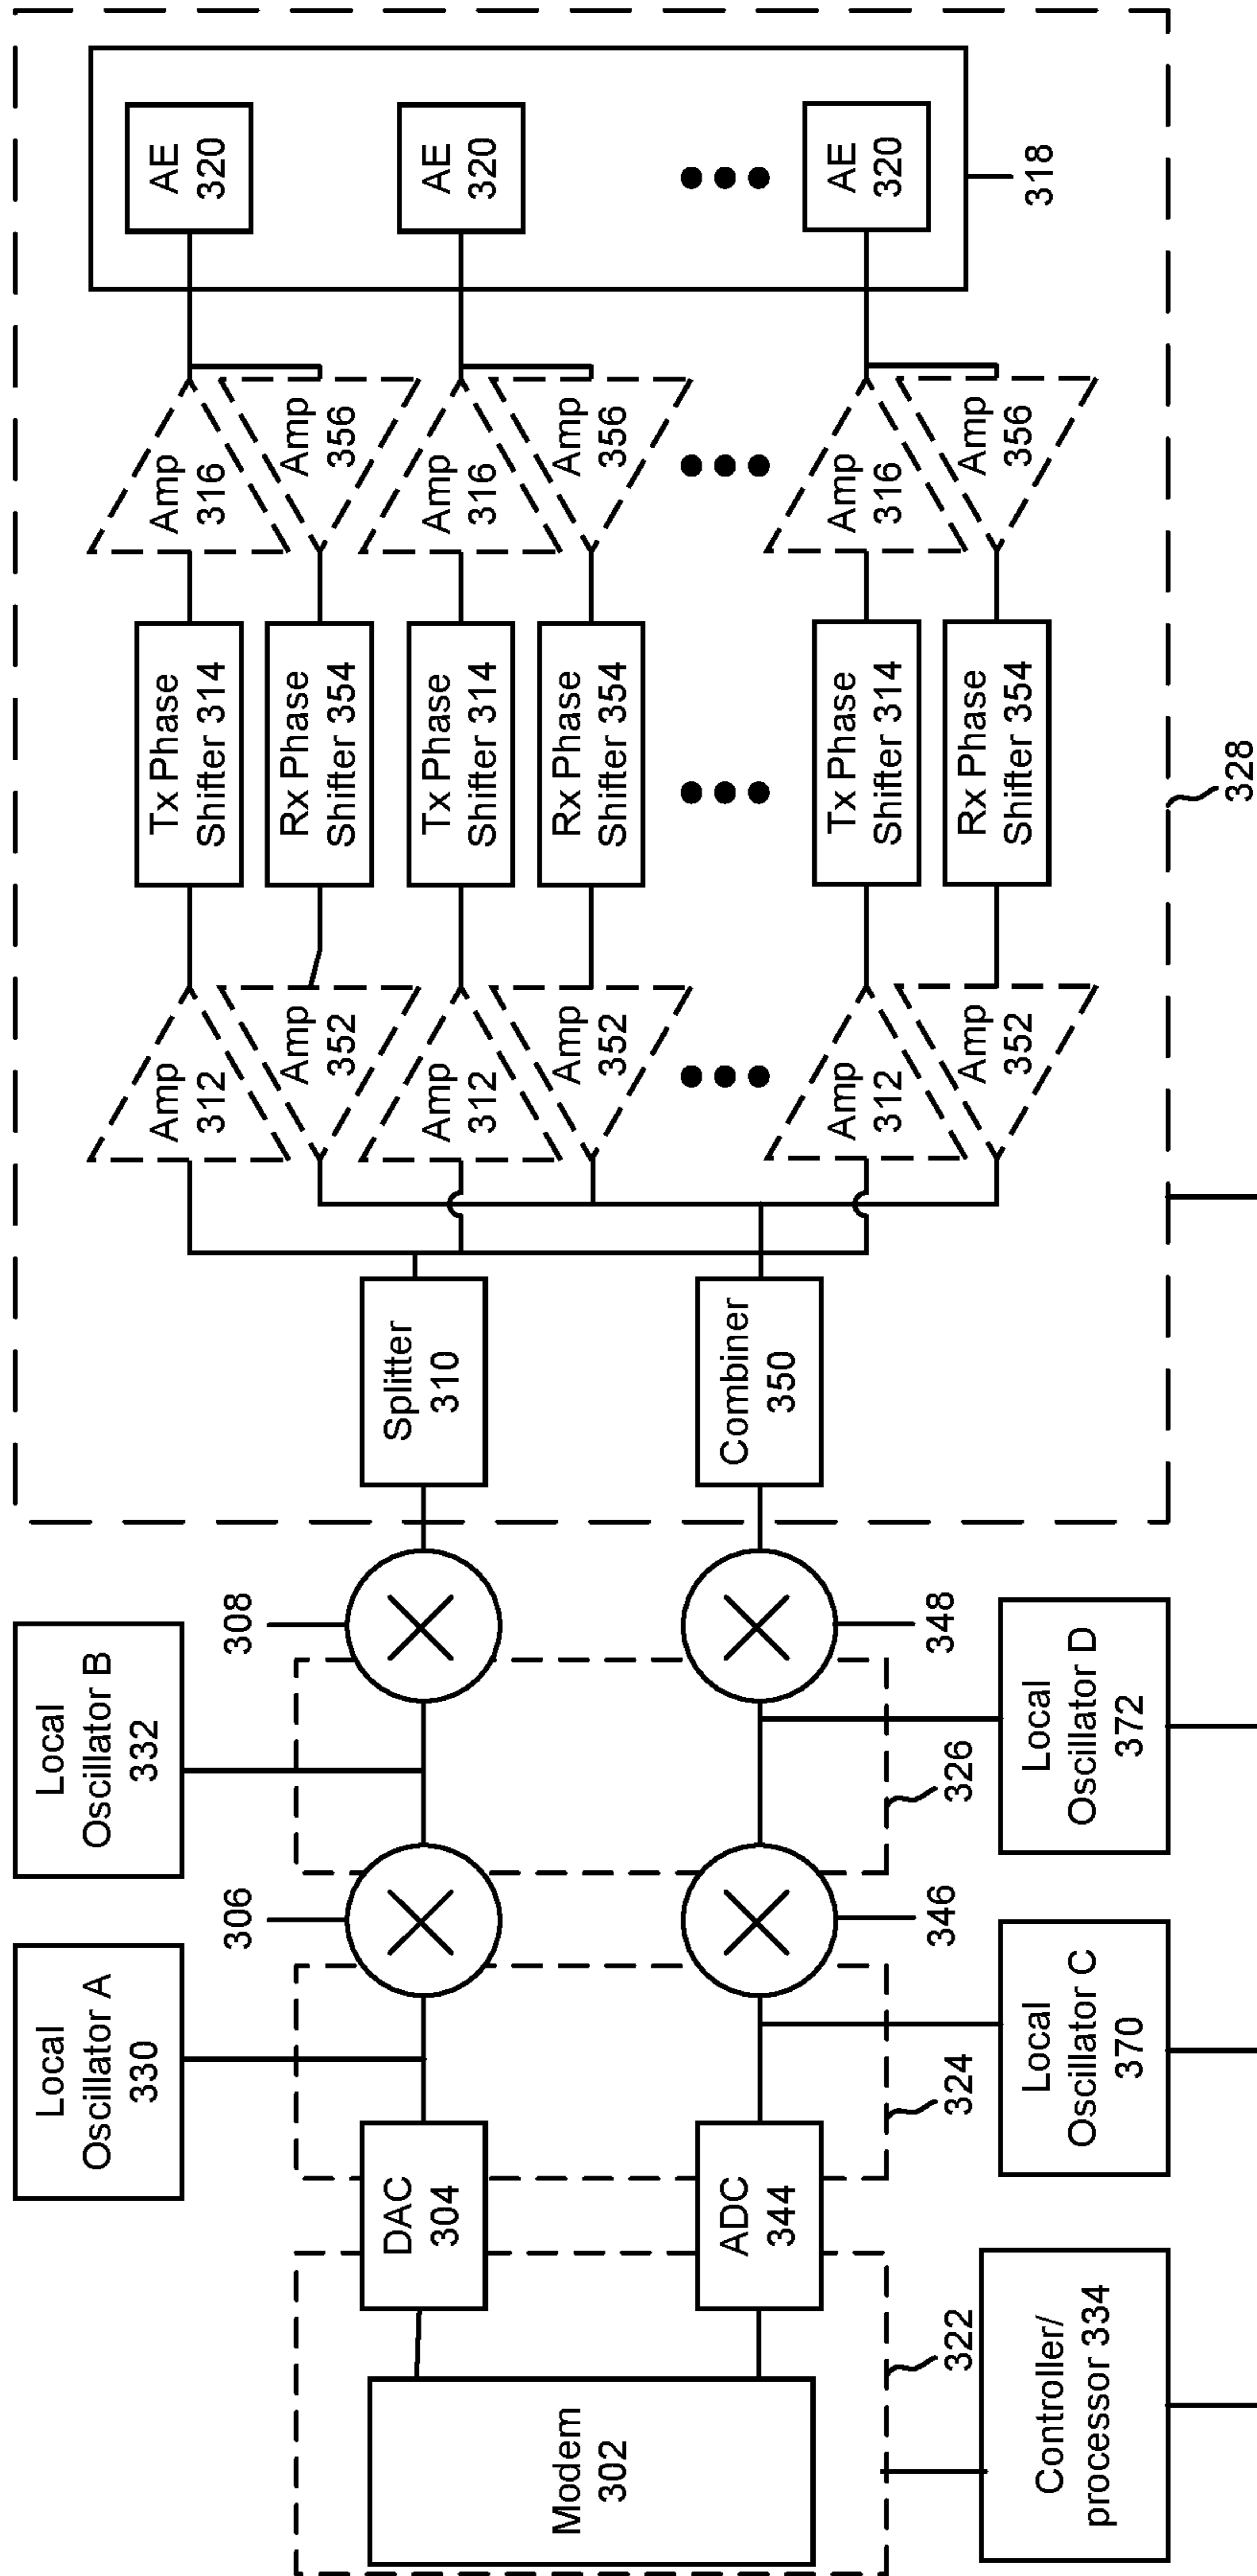 Local
Oscillator A
330
Local
Oscillator B
332
306
308
Modem
302
DAC
304
ADC
344
Splitter
310
Combiner
350
346
348
322
324
326
Controller/
processor 334
Local
Oscillator C
370
Local
Oscillator D
372
Amp
312
Tx Phase
Shifter 314
Amp
316
AE
320
Amp
352
Rx Phase
Shifter 354
Amp
356
Amp
312
Tx Phase
Shifter 314
Amp
316
AE
320
Amp
352
Rx Phase
Shifter 354
Amp
356
Amp
312
Tx Phase
Shifter 314
Amp
316
AE
320
Amp
352
Rx Phase
Shifter 354
Amp
356
318
328